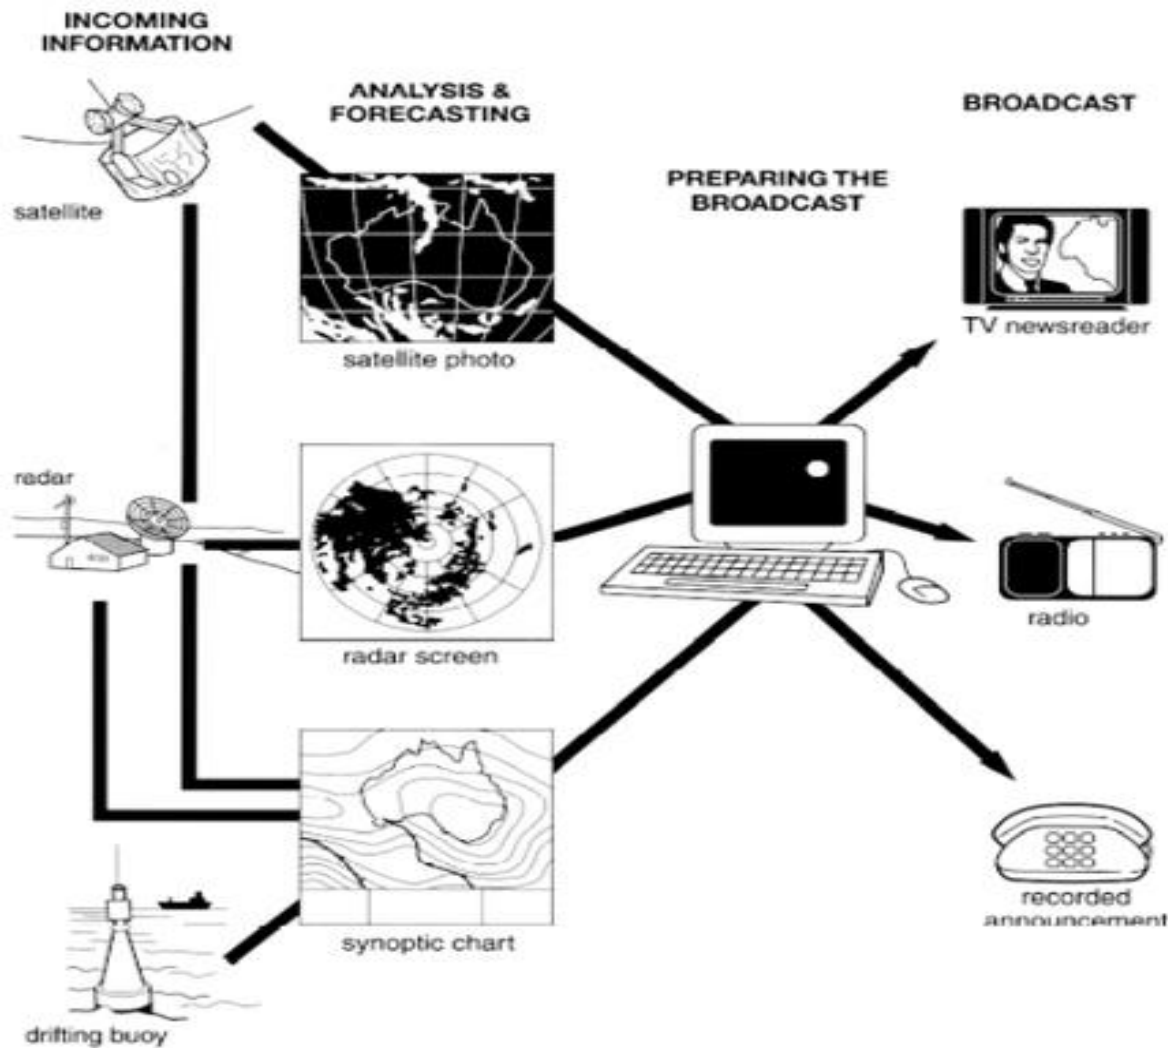 INCOMING
INFORMATION
ANALYSIS &
FORECASTING
BROADCAST
PREPARING THE
BROADCAST
satellite
satellite photo
TV newsreader
radar
radar screen
radio
synoptic chart
recorded
announcement
drifting buoy